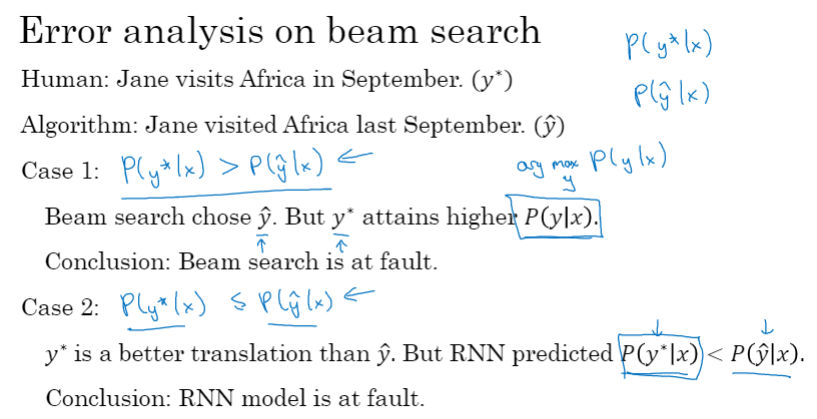 Error analysis on beam search
P(y*|x)
P(ŷ|x)
Human: Jane visits Africa in September. (y*)
Algorithm: Jane visited Africa last September. (ŷ)
Case 1: P(y*|x) > P(ŷ|x) ←
arg max P(y|x)
y
Beam search chose ŷ. But y* attains higher P(y|x).
Conclusion: Beam search is at fault.
Case 2: P(y*|x) ≤ P(ŷ|x) ←
y* is a better translation than ŷ. But RNN predicted P(y*|x) < P(ŷ|x).
Conclusion: RNN model is at fault.